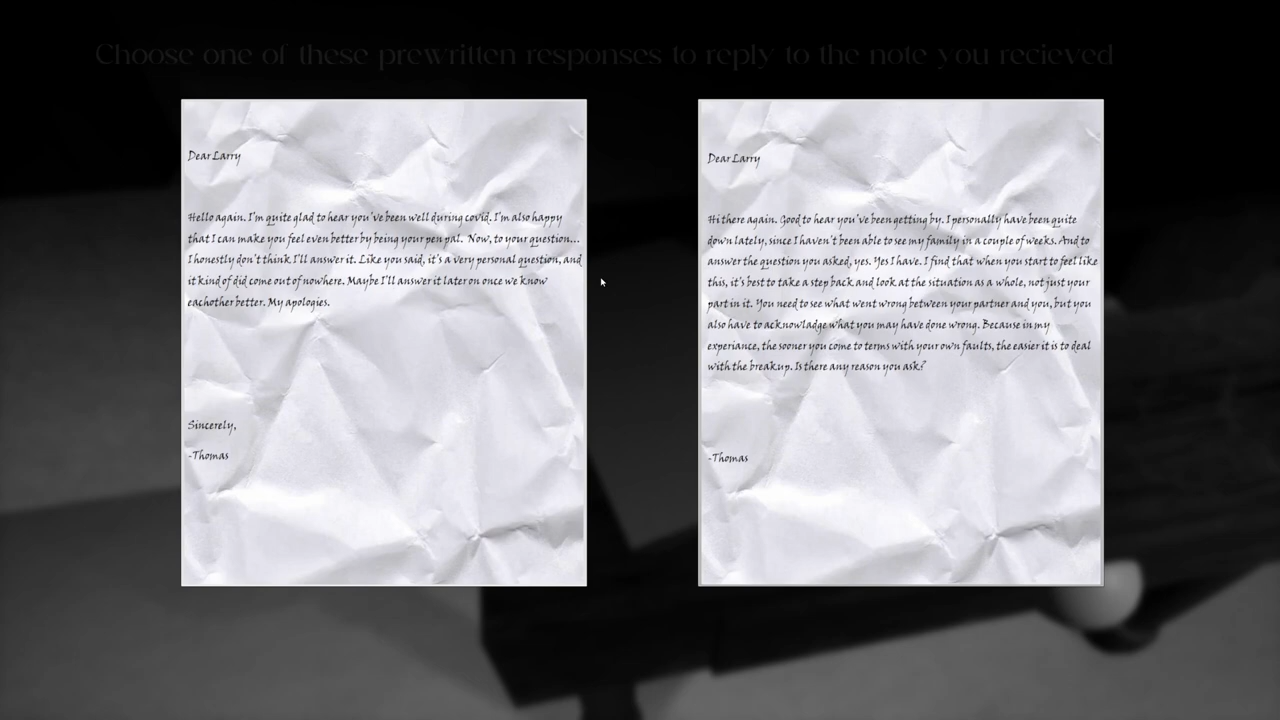 Choose one of these prewritten responses to reply to the note you recieved
Dear Larry
Hello again. I'm quite glad to hear you've been well during covid. I'm also happy
that I can make you feel even better by being your pen pal. Now, to your question...
I honestly don't think I'll answer it. Like you said, it's a very personal question, and
it kind of did come out of nowhere. Maybe I'll answer it later on once we know
eachother better. My apologies.
Sincerely,
-Thomas
Dear Larry
Hi there again. Good to hear you've been getting by. I personally have been quite
down lately, since I haven't been able to see my family in a couple of weeks. And to
answer the question you asked, yes. Yes I have. I find that when you start to feel like
this, it's best to take a step back and look at the situation as a whole, not just your
part in it. You need to see what went wrong between your partner and you, but you
also have to acknowladge what you may have done wrong. Because in my
experiance, the sooner you come to terms with your own faults, the easier it is to deal
with the breakup. Is there any reason you ask?
-Thomas